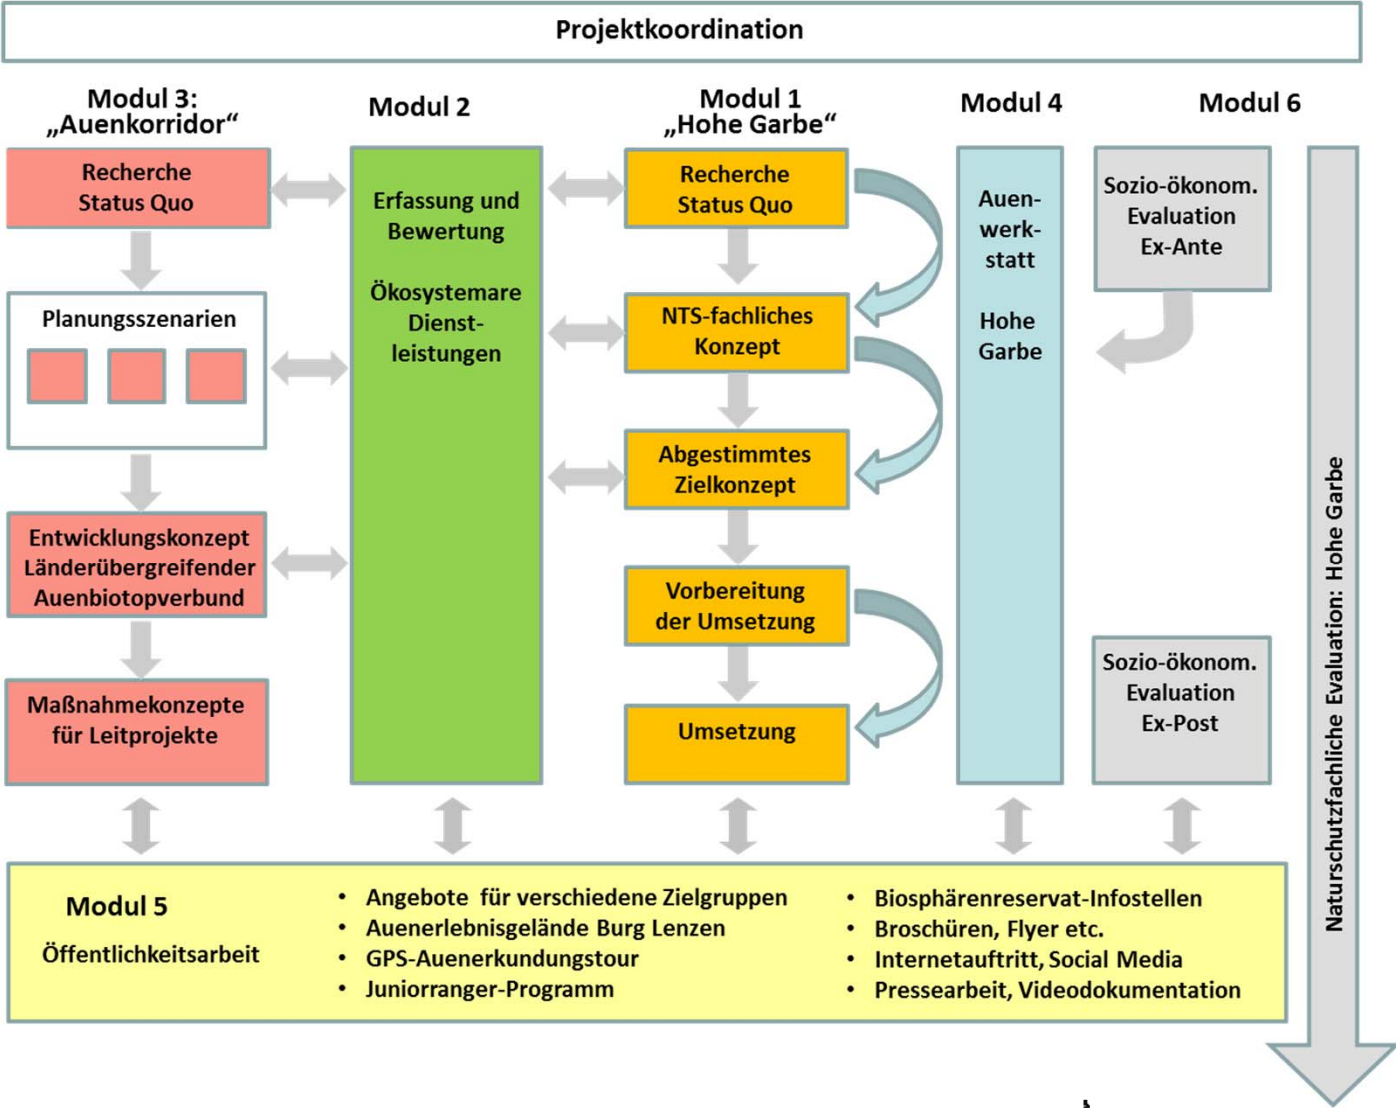 Projektkoordination
Modul 3:
„Auenkorridor“
Recherche
Status Quo
Planungsszenarien
Entwicklungskonzept
Länderübergreifender
Auenbiotopverbund
Maßnahmekonzepte
für Leitprojekte
Modul 2
Erfassung und
Bewertung
Ökosystemare
Dienst-
leistungen
Modul 1
„Hohe Garbe“
Recherche
Status Quo
NTS-fachliches
Konzept
Abgestimmtes
Zielkonzept
Vorbereitung
der Umsetzung
Umsetzung
Modul 4
Auen-
werk-
statt
Hohe
Garbe
Modul 6
Sozio-ökonom.
Evaluation
Ex-Ante
Sozio-ökonom.
Evaluation
Ex-Post
Naturschutzfachliche Evaluation: Hohe Garbe
Modul 5
Öffentlichkeitsarbeit
• Angebote für verschiedene Zielgruppen
• Auenerlebnisgelände Burg Lenzen
• GPS-Auenerkundungstour
• Juniorranger-Programm
• Biosphärenreservat-Infostellen
• Broschüren, Flyer etc.
• Internetauftritt, Social Media
• Pressearbeit, Videodokumentation